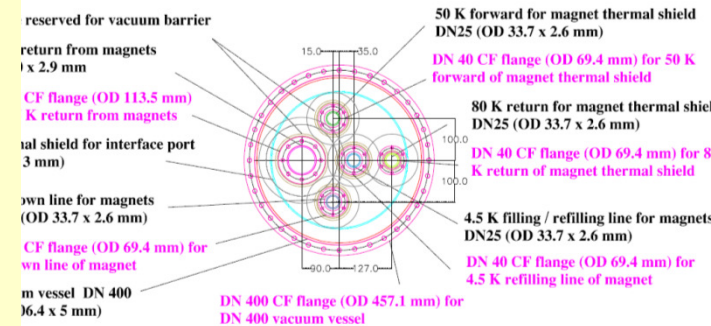 reserved for vacuum barrier
return from magnets
x 2.9 mm
CF flange (OD 113.5 mm)
K return from magnets
shield for interface port
3 mm)
line for magnets
(OD 33.7 x 2.6 mm)
CF flange (OD 69.4 mm) for
line of magnet
vessel DN 400
x 5 mm)
15.0
35.0
100.0
100.0
90.0
127.0
50 K forward for magnet thermal shield
DN25 (OD 33.7 x 2.6 mm)
DN 40 CF flange (OD 69.4 mm) for 50 K
forward of magnet thermal shield
80 K return for magnet thermal
DN25 (OD 33.7 x 2.6 mm)
DN 40 CF flange (OD 69.4 mm) for 8
K return of magnet thermal shield
4.5 K filling / refilling line for magnets
DN25 (OD 33.7 x 2.6 mm)
DN 40 CF flange (OD 69.4 mm) for
4.5 K refilling line of magnet
DN 400 CF flange (OD 457.1 mm) for
DN 400 vacuum vessel